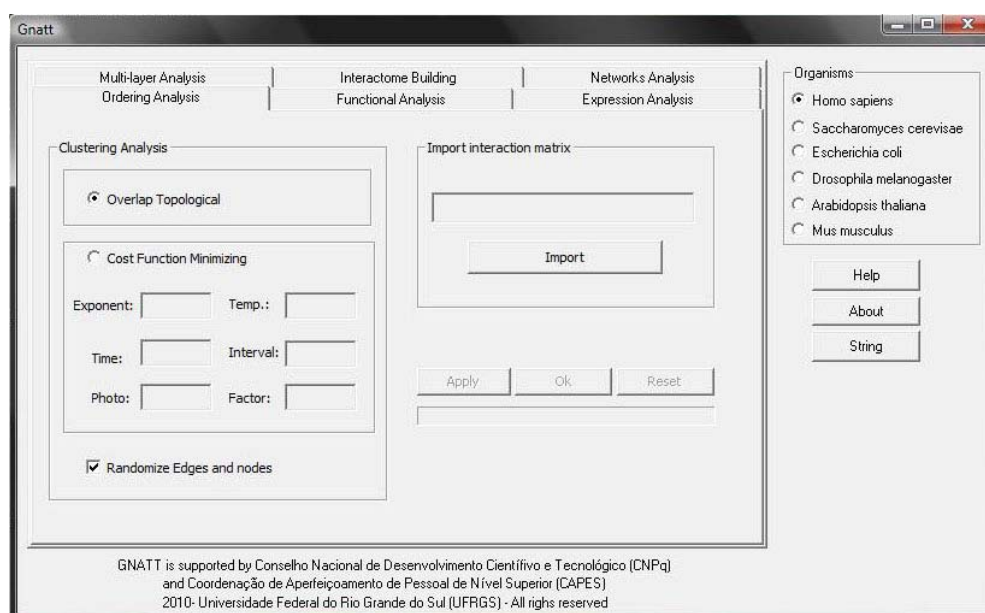 Gnatt
Multi-layer Analysis
Interactome Building
Networks Analysis
Ordering Analysis
Functional Analysis
Expression Analysis
Clustering Analysis
Overlap Topological
Cost Function Minimizing
Exponent:
Temp.:
Time:
Interval:
Photo:
Factor:
Randomize Edges and nodes
Import interaction matrix
Import
Apply
Ok
Reset
Organisms
Homo sapiens
Saccharomyces cerevisae
Escherichia coli
Drosophila melanogaster
Arabidopsis thaliana
Mus musculus
Help
About
String
GNATT is supported by Conselho Nacional de Desenvolvimento Científivo e Tecnológico (CNPq)
and Coordenação de Aperfeiçoamento de Pessoal de Nível Superior (CAPES)
2010- Universidade Federal do Rio Grande do Sul (UFRGS) - All righs reserved